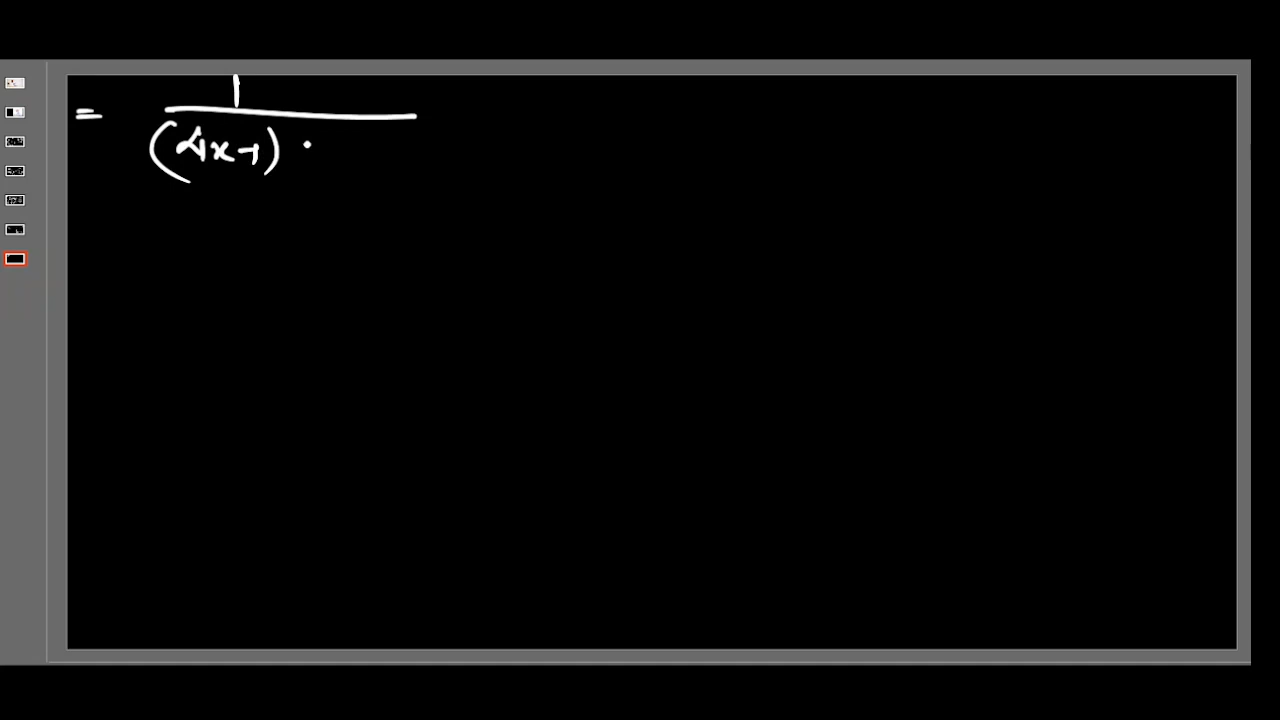 = 1
(4x-1) ·